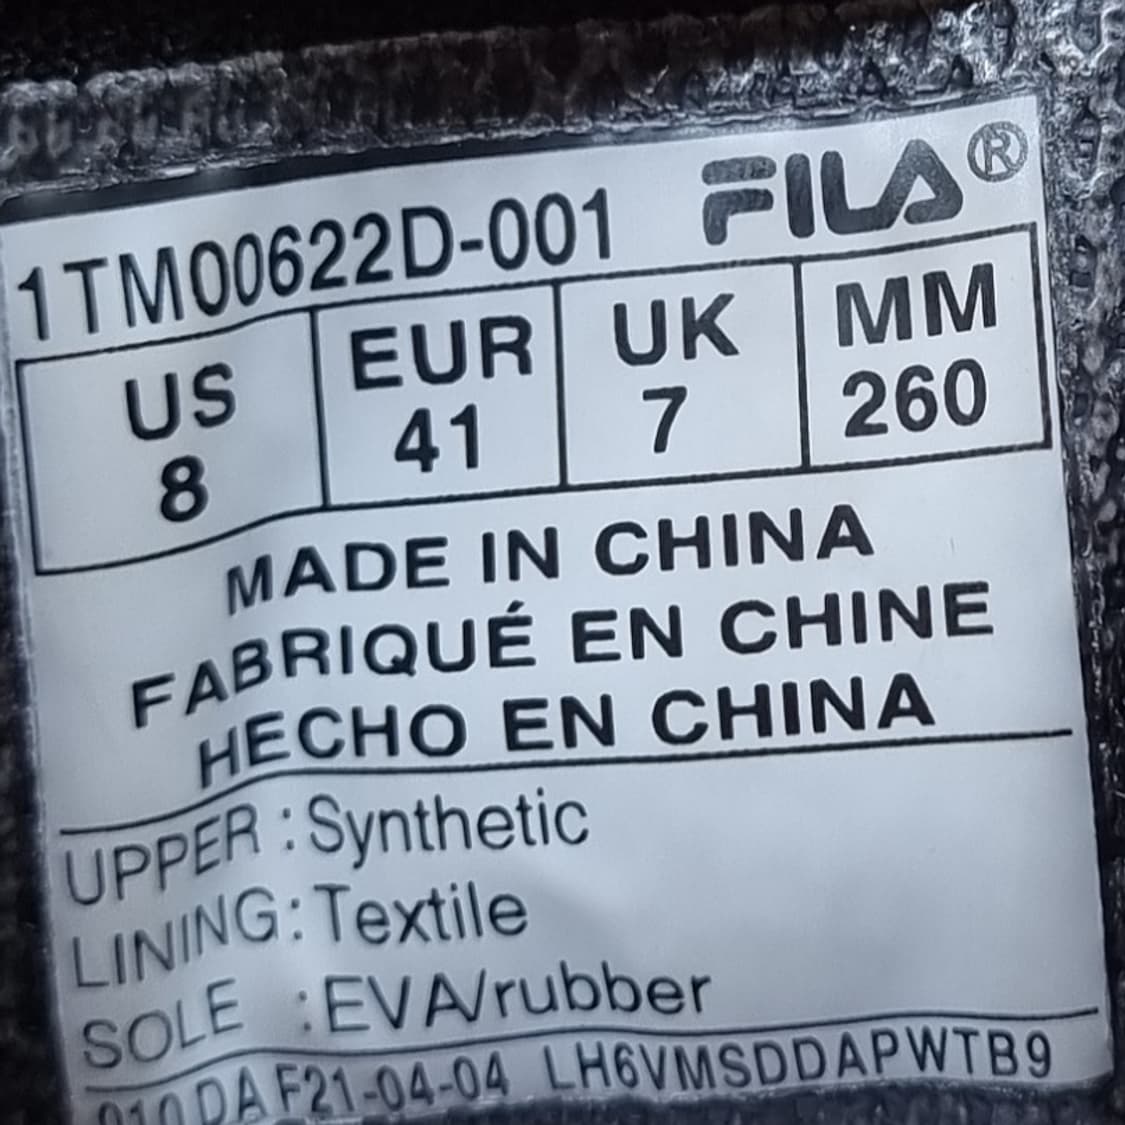 1TM00622D-001 FILA®
US EUR UK MM
8 41 7 260
MADE IN CHINA
FABRIQUÉ EN CHINE
HECHO EN CHINA
UPPER : Synthetic
LINING: Textile
SOLE : EVA/rubber
DA F21-04-04 LH6VMSDDAPWTB9